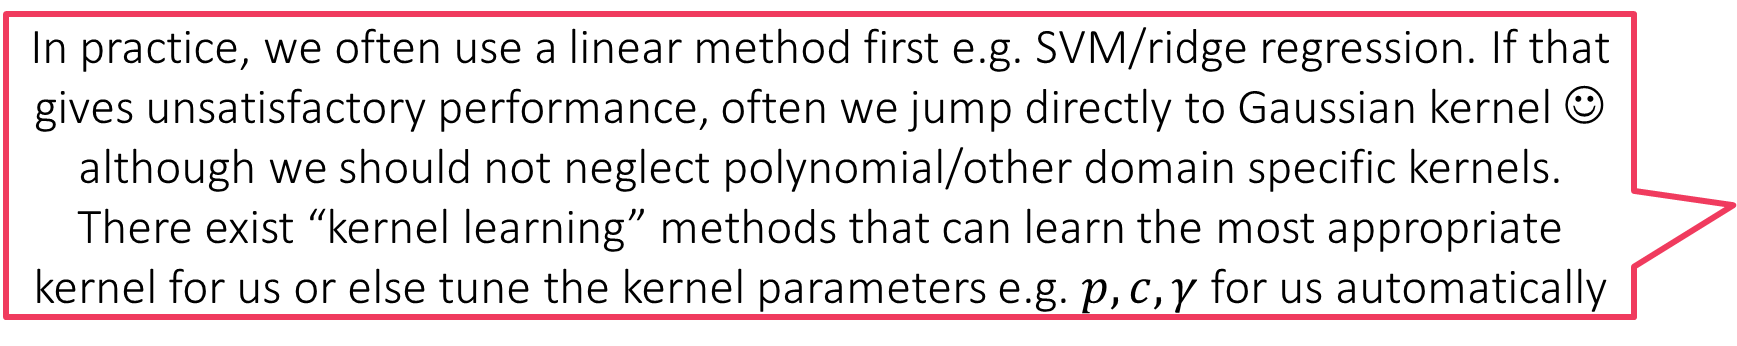 In practice, we often use a linear method first e.g. SVM/ridge regression. If that
gives unsatisfactory performance, often we jump directly to Gaussian kernel ☺
although we should not neglect polynomial/other domain specific kernels.
There exist “kernel learning” methods that can learn the most appropriate
kernel for us or else tune the kernel parameters e.g. 𝑝, 𝑐, 𝛾 for us automatically